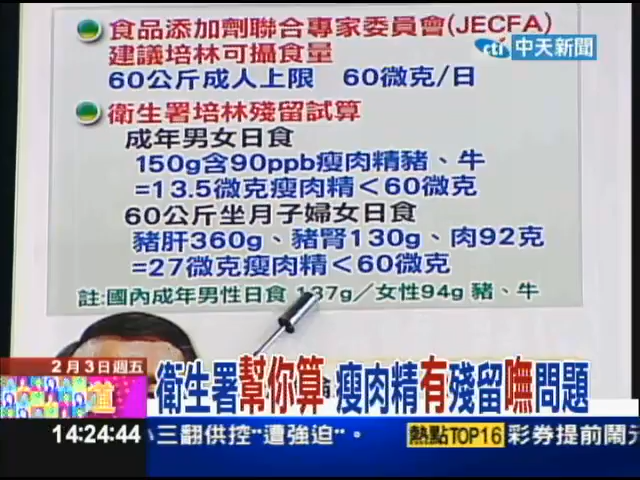 食品添加劑聯合專家委員會(JECFA)
建議培林可攝食量
60公斤成人上限 60微克/日
cti 中天新聞
衛生署培林殘留試算
成年男女日食
150g含90ppb瘦肉精豬、牛
=13.5微克瘦肉精<60微克
60公斤坐月子婦女日食
豬肝360g、豬腎130g、肉92克
=27微克瘦肉精<60微克
註:國內成年男性日食 137g/女性94g 豬、牛
2月3日週五
道
衛生署幫你算 瘦肉精有殘留嘸問題
14:24:44
小三翻供控"遭強迫"。
熱點TOP16
彩券提前鬧元